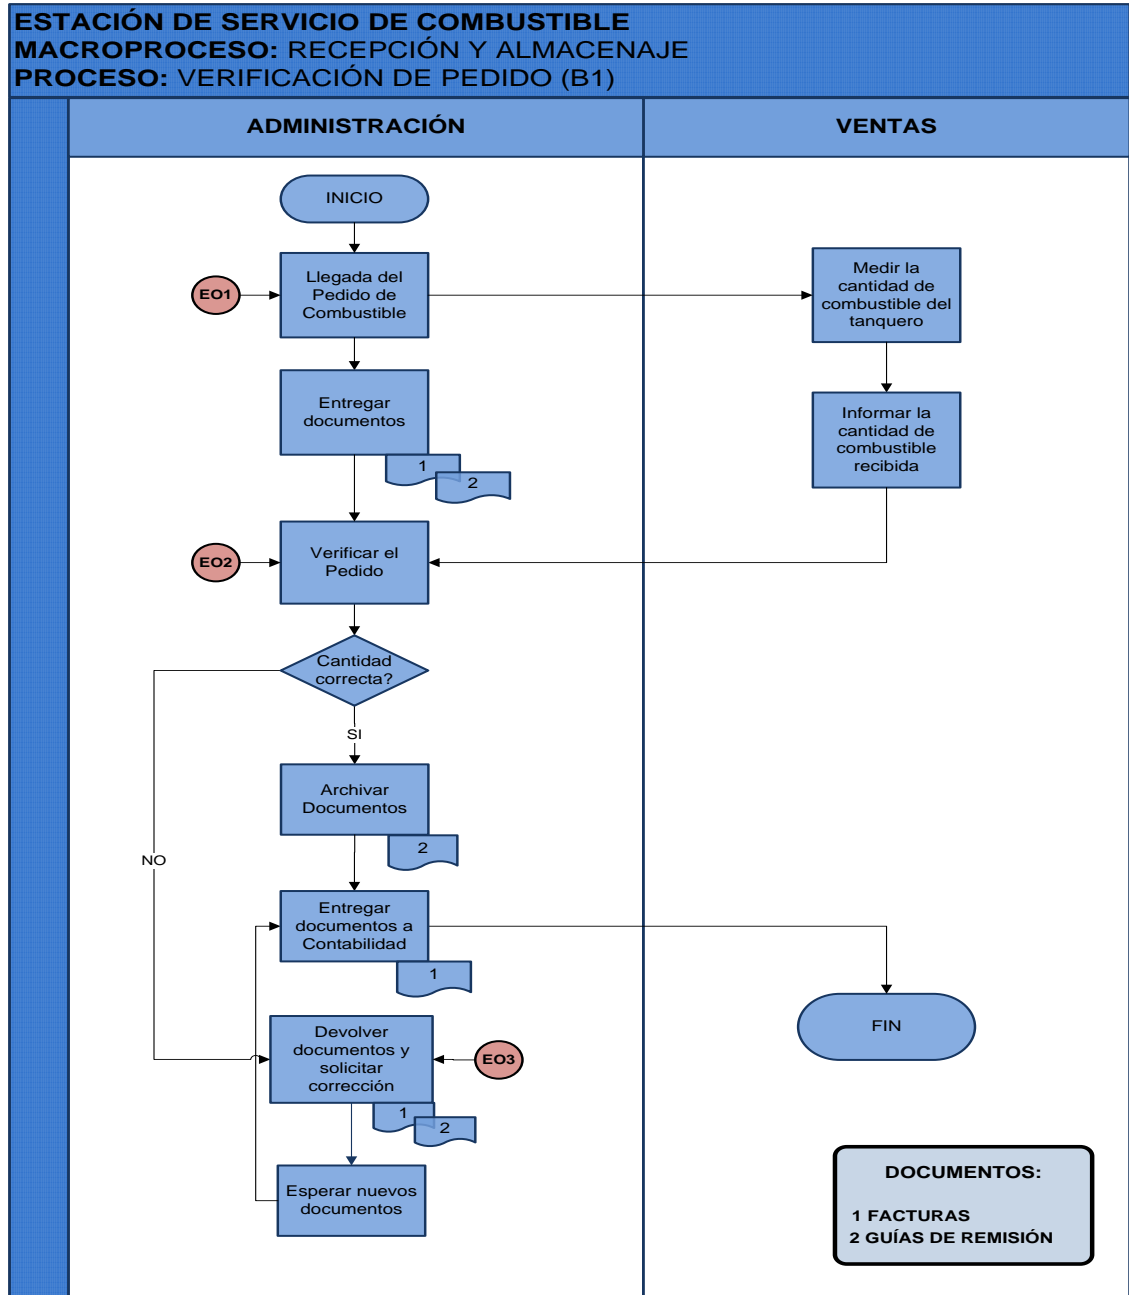 ESTACIÓN DE SERVICIO DE COMBUSTIBLE
MACROPROCESO: RECEPCIÓN Y ALMACENAJE
PROCESO: VERIFICACIÓN DE PEDIDO (B1)
ADMINISTRACIÓN
VENTAS
INICIO
EO1
Llegada del
Pedido de
Combustible
Medir la
cantidad de
combustible del
tanquero
Entregar
documentos
1
2
Informar la
cantidad de
combustible
recibida
EO2
Verificar el
Pedido
Cantidad
correcta?
SI
NO
Archivar
Documentos
2
Entregar
documentos a
Contabilidad
1
FIN
Devolver
documentos y
solicitar
corrección
EO3
1
2
Esperar nuevos
documentos
DOCUMENTOS:
1 FACTURAS
2 GUÍAS DE REMISIÓN